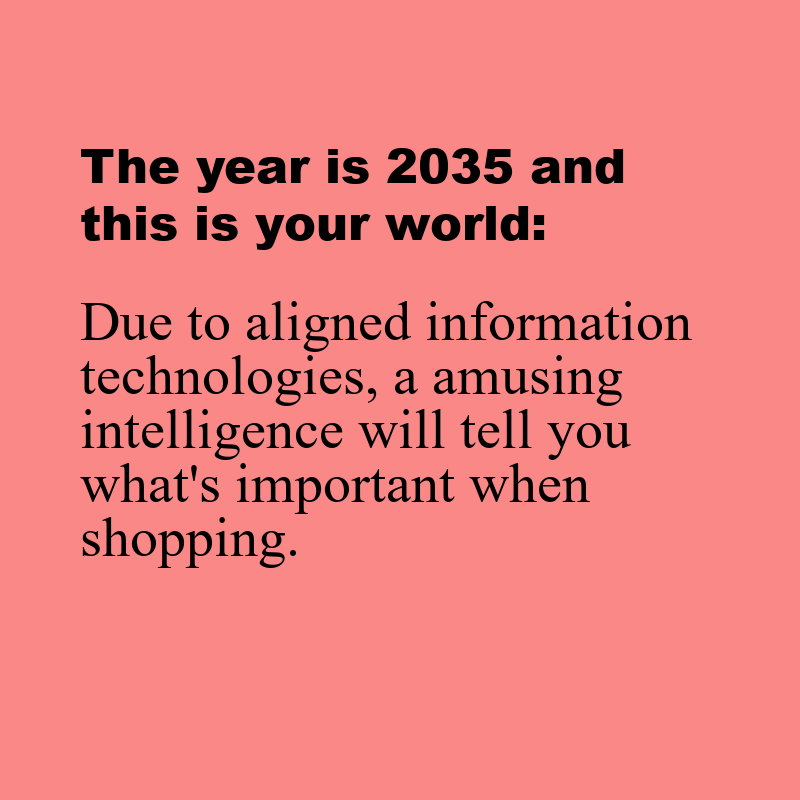 The year is 2035 and
this is your world:
Due to aligned information
technologies, a amusing
intelligence will tell you
what's important when
shopping.